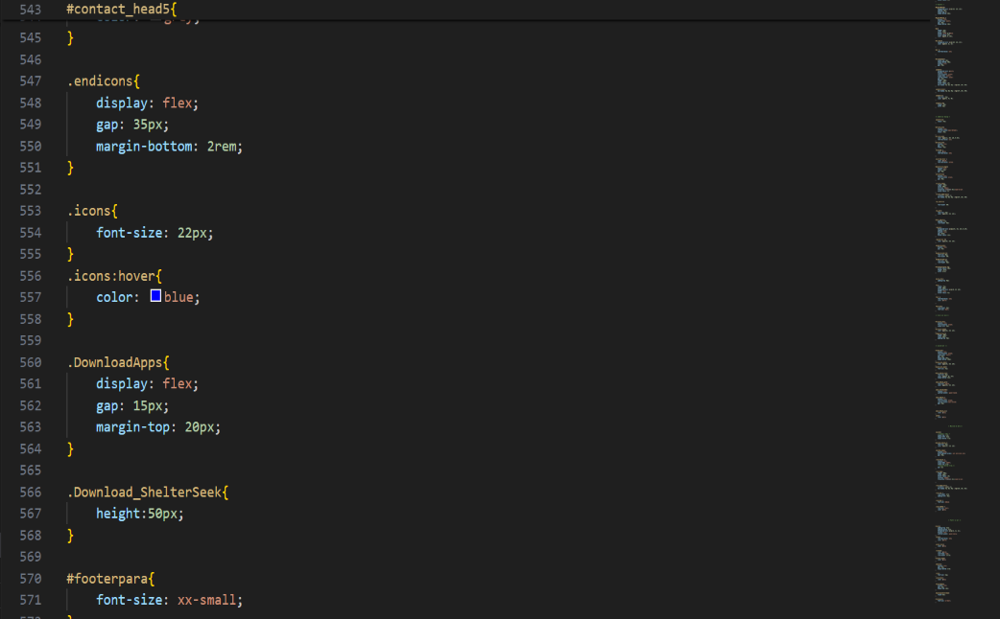 543 #contact_head5{
545 }
546
547 .endicons{
548 display: flex;
549 gap: 35px;
550 margin-bottom: 2rem;
551 }
552
553 .icons{
554 font-size: 22px;
555 }
556 .icons:hover{
557 color: blue;
558 }
559
560 .DownloadApps{
561 display: flex;
562 gap: 15px;
563 margin-top: 20px;
564 }
565
566 .Download_ShelterSeek{
567 height:50px;
568 }
569
570 #footerpara{
571 font-size: xx-small;